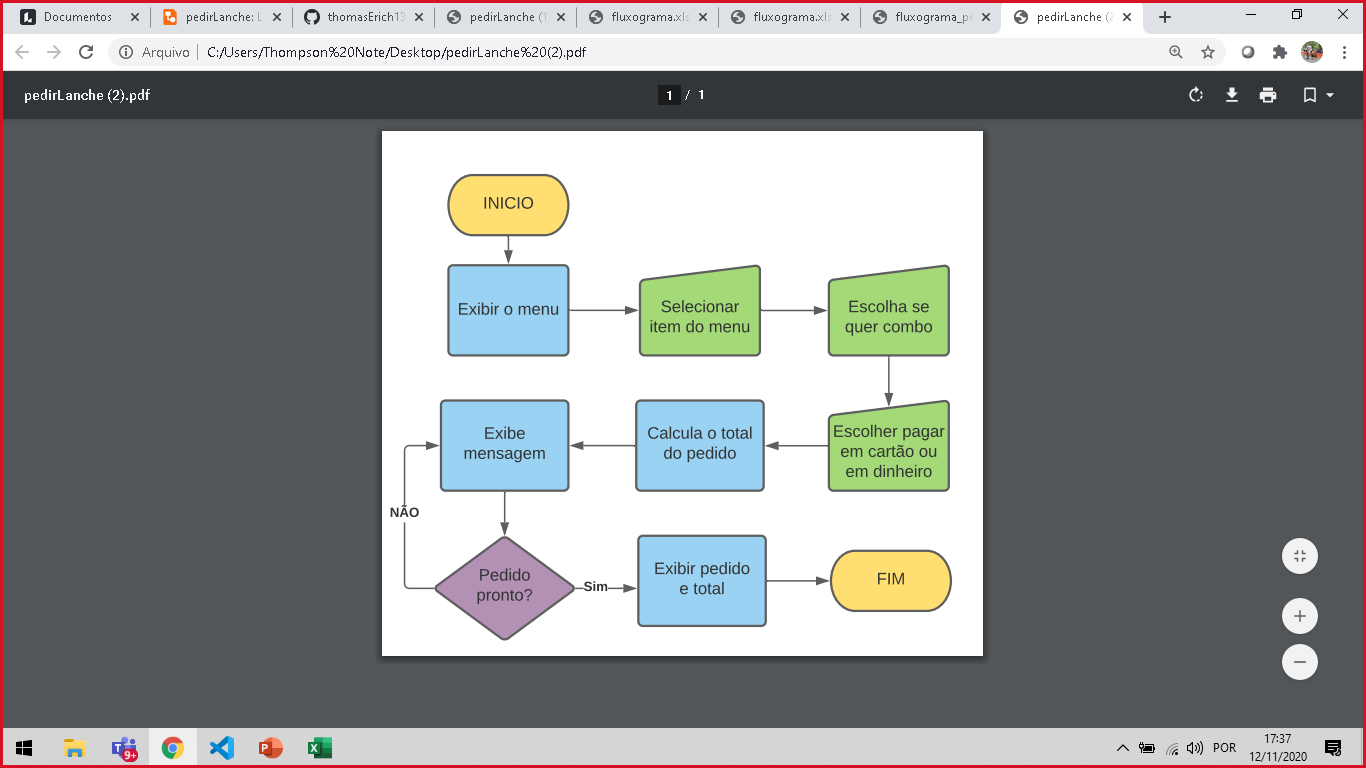 Documentos
pedirLanche: L
thomasErich13
pedirLanche (1
fluxograma.xls
fluxograma.xls
fluxograma_pe
pedirLanche (2
Arquivo
C:/Users/Thompson%20Note/Desktop/pedirLanche%20(2).pdf
pedirLanche (2).pdf
1 / 1
INICIO
Exibir o menu
Selecionar
item do menu
Escolha se
quer combo
Escolher pagar
em cartão ou
em dinheiro
Calcula o total
do pedido
Exibe
mensagem
NÃO
Pedido
pronto?
Sim
Exibir pedido
e total
FIM
9+
POR
17:37
12/11/2020